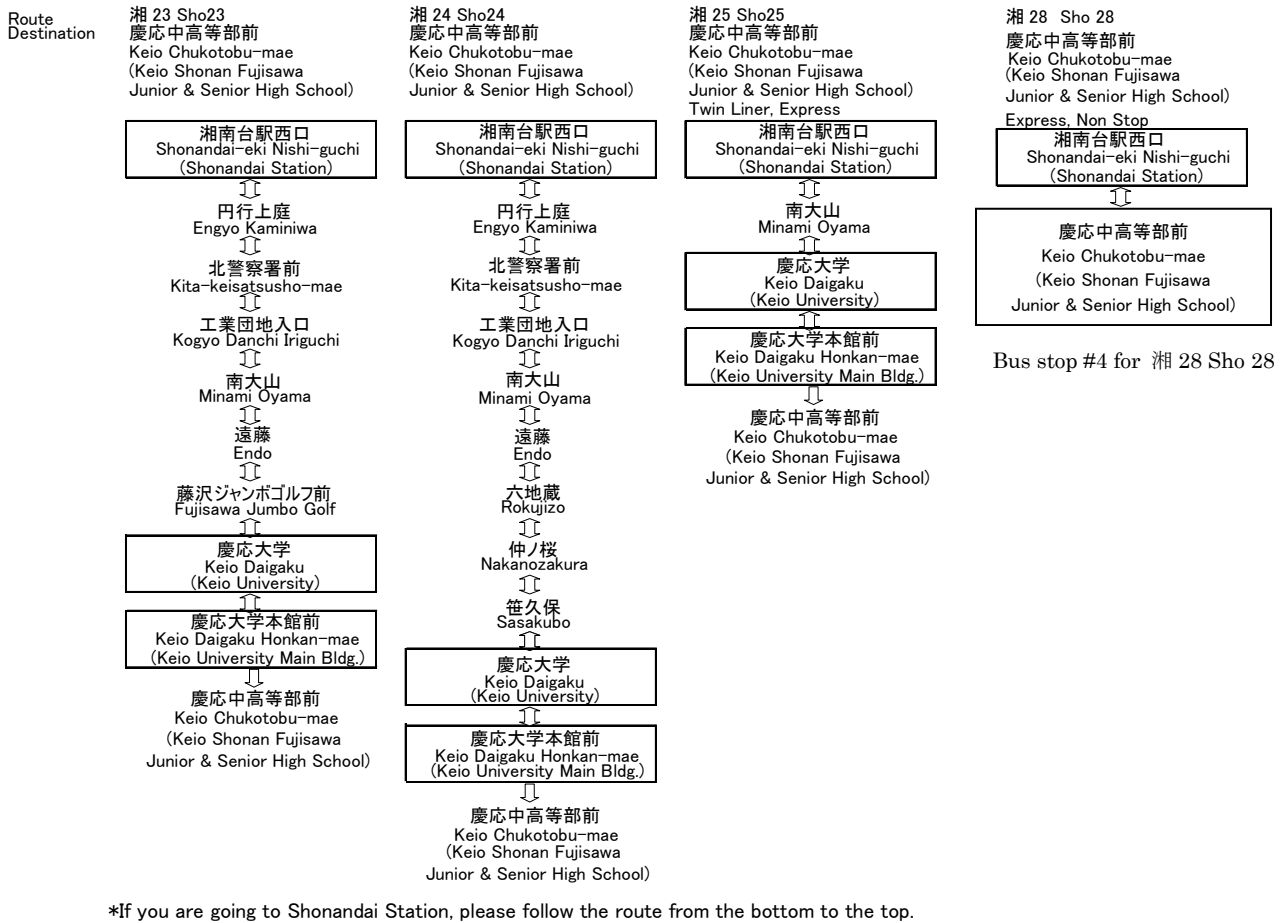 Route
Destination
湘 23 Sho23
慶応中高等部前
Keio Chukotobu-mae
(Keio Shonan Fujisawa
Junior & Senior High School)
湘南台駅西口
Shonandai-eki Nishi-guchi
(Shonandai Station)
円行上庭
Engyo Kaminiwa
北警察署前
Kita-keisatsusho-mae
工業団地入口
Kogyo Danchi Iriguchi
南大山
Minami Oyama
遠藤
Endo
藤沢ジャンボゴルフ前
Fujisawa Jumbo Golf
慶応大学
Keio Daigaku
(Keio University)
慶応大学本館前
Keio Daigaku Honkan-mae
(Keio University Main Bldg.)
慶応中高等部前
Keio Chukotobu-mae
(Keio Shonan Fujisawa
Junior & Senior High School)
湘 24 Sho24
慶応中高等部前
Keio Chukotobu-mae
(Keio Shonan Fujisawa
Junior & Senior High School)
湘南台駅西口
Shonandai-eki Nishi-guchi
(Shonandai Station)
円行上庭
Engyo Kaminiwa
北警察署前
Kita-keisatsusho-mae
工業団地入口
Kogyo Danchi Iriguchi
南大山
Minami Oyama
遠藤
Endo
六地蔵
Rokujizo
仲ノ桜
Nakanozakura
笹久保
Sasakubo
慶応大学
Keio Daigaku
(Keio University)
慶応大学本館前
Keio Daigaku Honkan-mae
(Keio University Main Bldg.)
慶応中高等部前
Keio Chukotobu-mae
(Keio Shonan Fujisawa
Junior & Senior High School)
湘 25 Sho25
慶応中高等部前
Keio Chukotobu-mae
(Keio Shonan Fujisawa
Junior & Senior High School)
Twin Liner, Express
湘南台駅西口
Shonandai-eki Nishi-guchi
(Shonandai Station)
南大山
Minami Oyama
慶応大学
Keio Daigaku
(Keio University)
慶応大学本館前
Keio Daigaku Honkan-mae
(Keio University Main Bldg.)
慶応中高等部前
Keio Chukotobu-mae
(Keio Shonan Fujisawa
Junior & Senior High School)
湘 28 Sho 28
慶応中高等部前
Keio Chukotobu-mae
(Keio Shonan Fujisawa
Junior & Senior High School)
Express, Non Stop
湘南台駅西口
Shonandai-eki Nishi-guchi
(Shonandai Station)
慶応中高等部前
Keio Chukotobu-mae
(Keio Shonan Fujisawa
Junior & Senior High School)
Bus stop #4 for 湘 28 Sho 28
*If you are going to Shonandai Station, please follow the route from the bottom to the top.